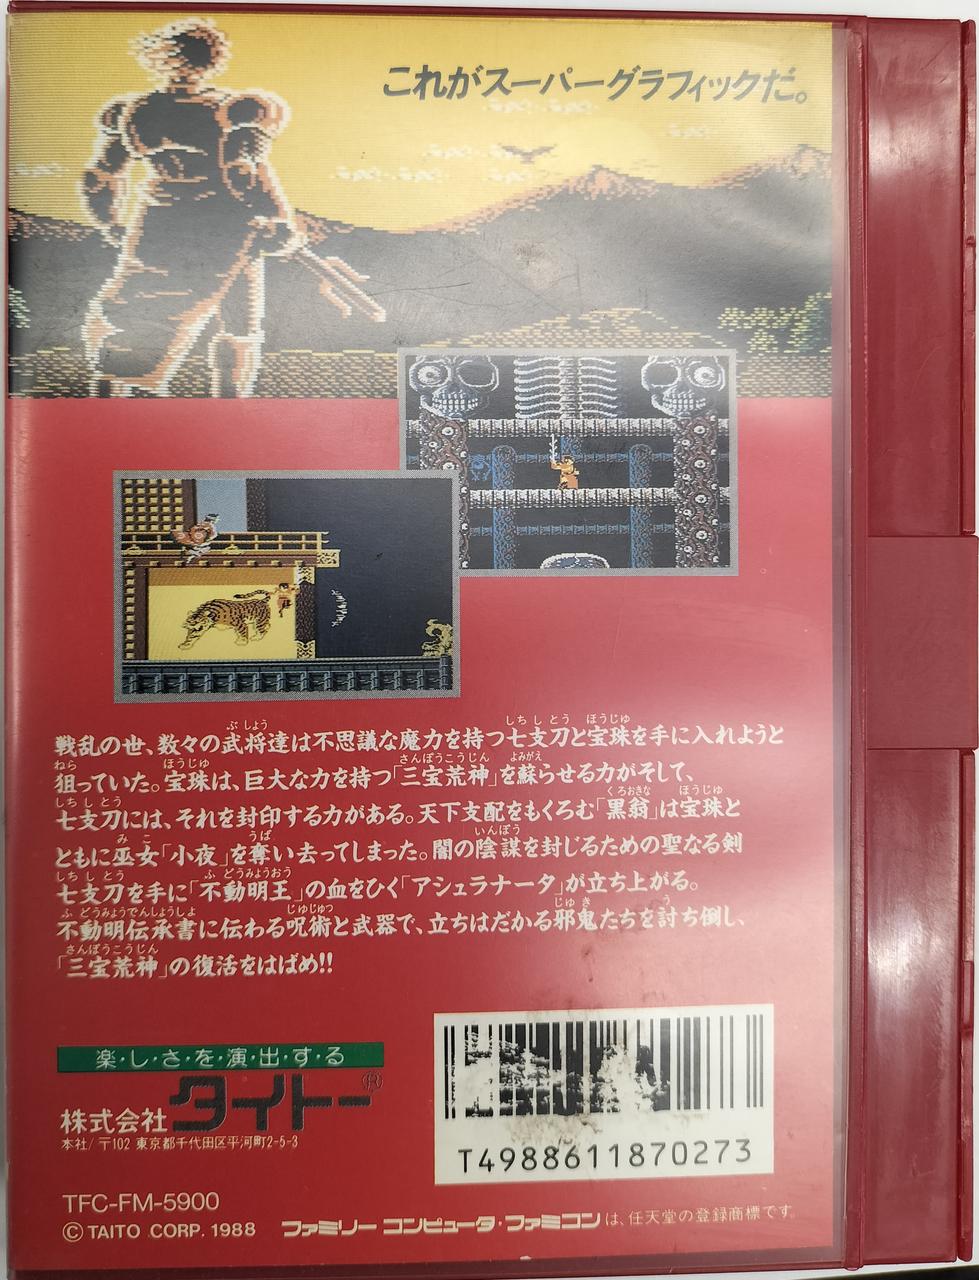 これがスーパーグラフィックだ。
戦乱の世、数々の武将達は不思議な魔力を持つ七支刀と宝珠を手に入れようと
狙っていた。宝珠は、巨大な力を持つ「三宝荒神」を蘇らせる力がそして、
七支刀には、それを封印する力がある。天下支配をもくろむ「黒翁」は宝珠と
ともに巫女「小夜」を奪い去ってしまった。闇の陰謀を封じるための聖なる剣
七支刀を手に「不動明王」の血をひく「アシュラナータ」が立ち上がる。
不動明伝承書に伝わる呪術と武器で、立ちはだかる邪鬼たちを討ち倒し、
「三宝荒神」の復活をはばめ!!
楽・し・さ・を・演・出・す・る
株式会社 タイトー®
本社/〒102 東京都千代田区平河町2-5-3
T4988611870273
TFC-FM-5900
© TAITO CORP. 1988 ファミリーコンピュータ・ファミコンは、任天堂の登録商標です。